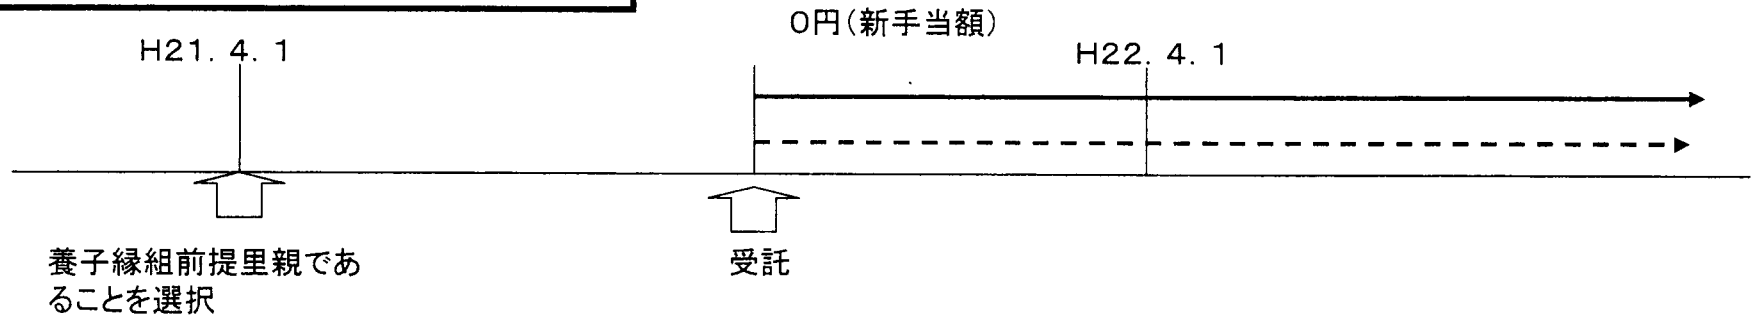 0円(新手当額)
H21.4.1
H22.4.1
養子縁組前提里親であ
ることを選択
受託